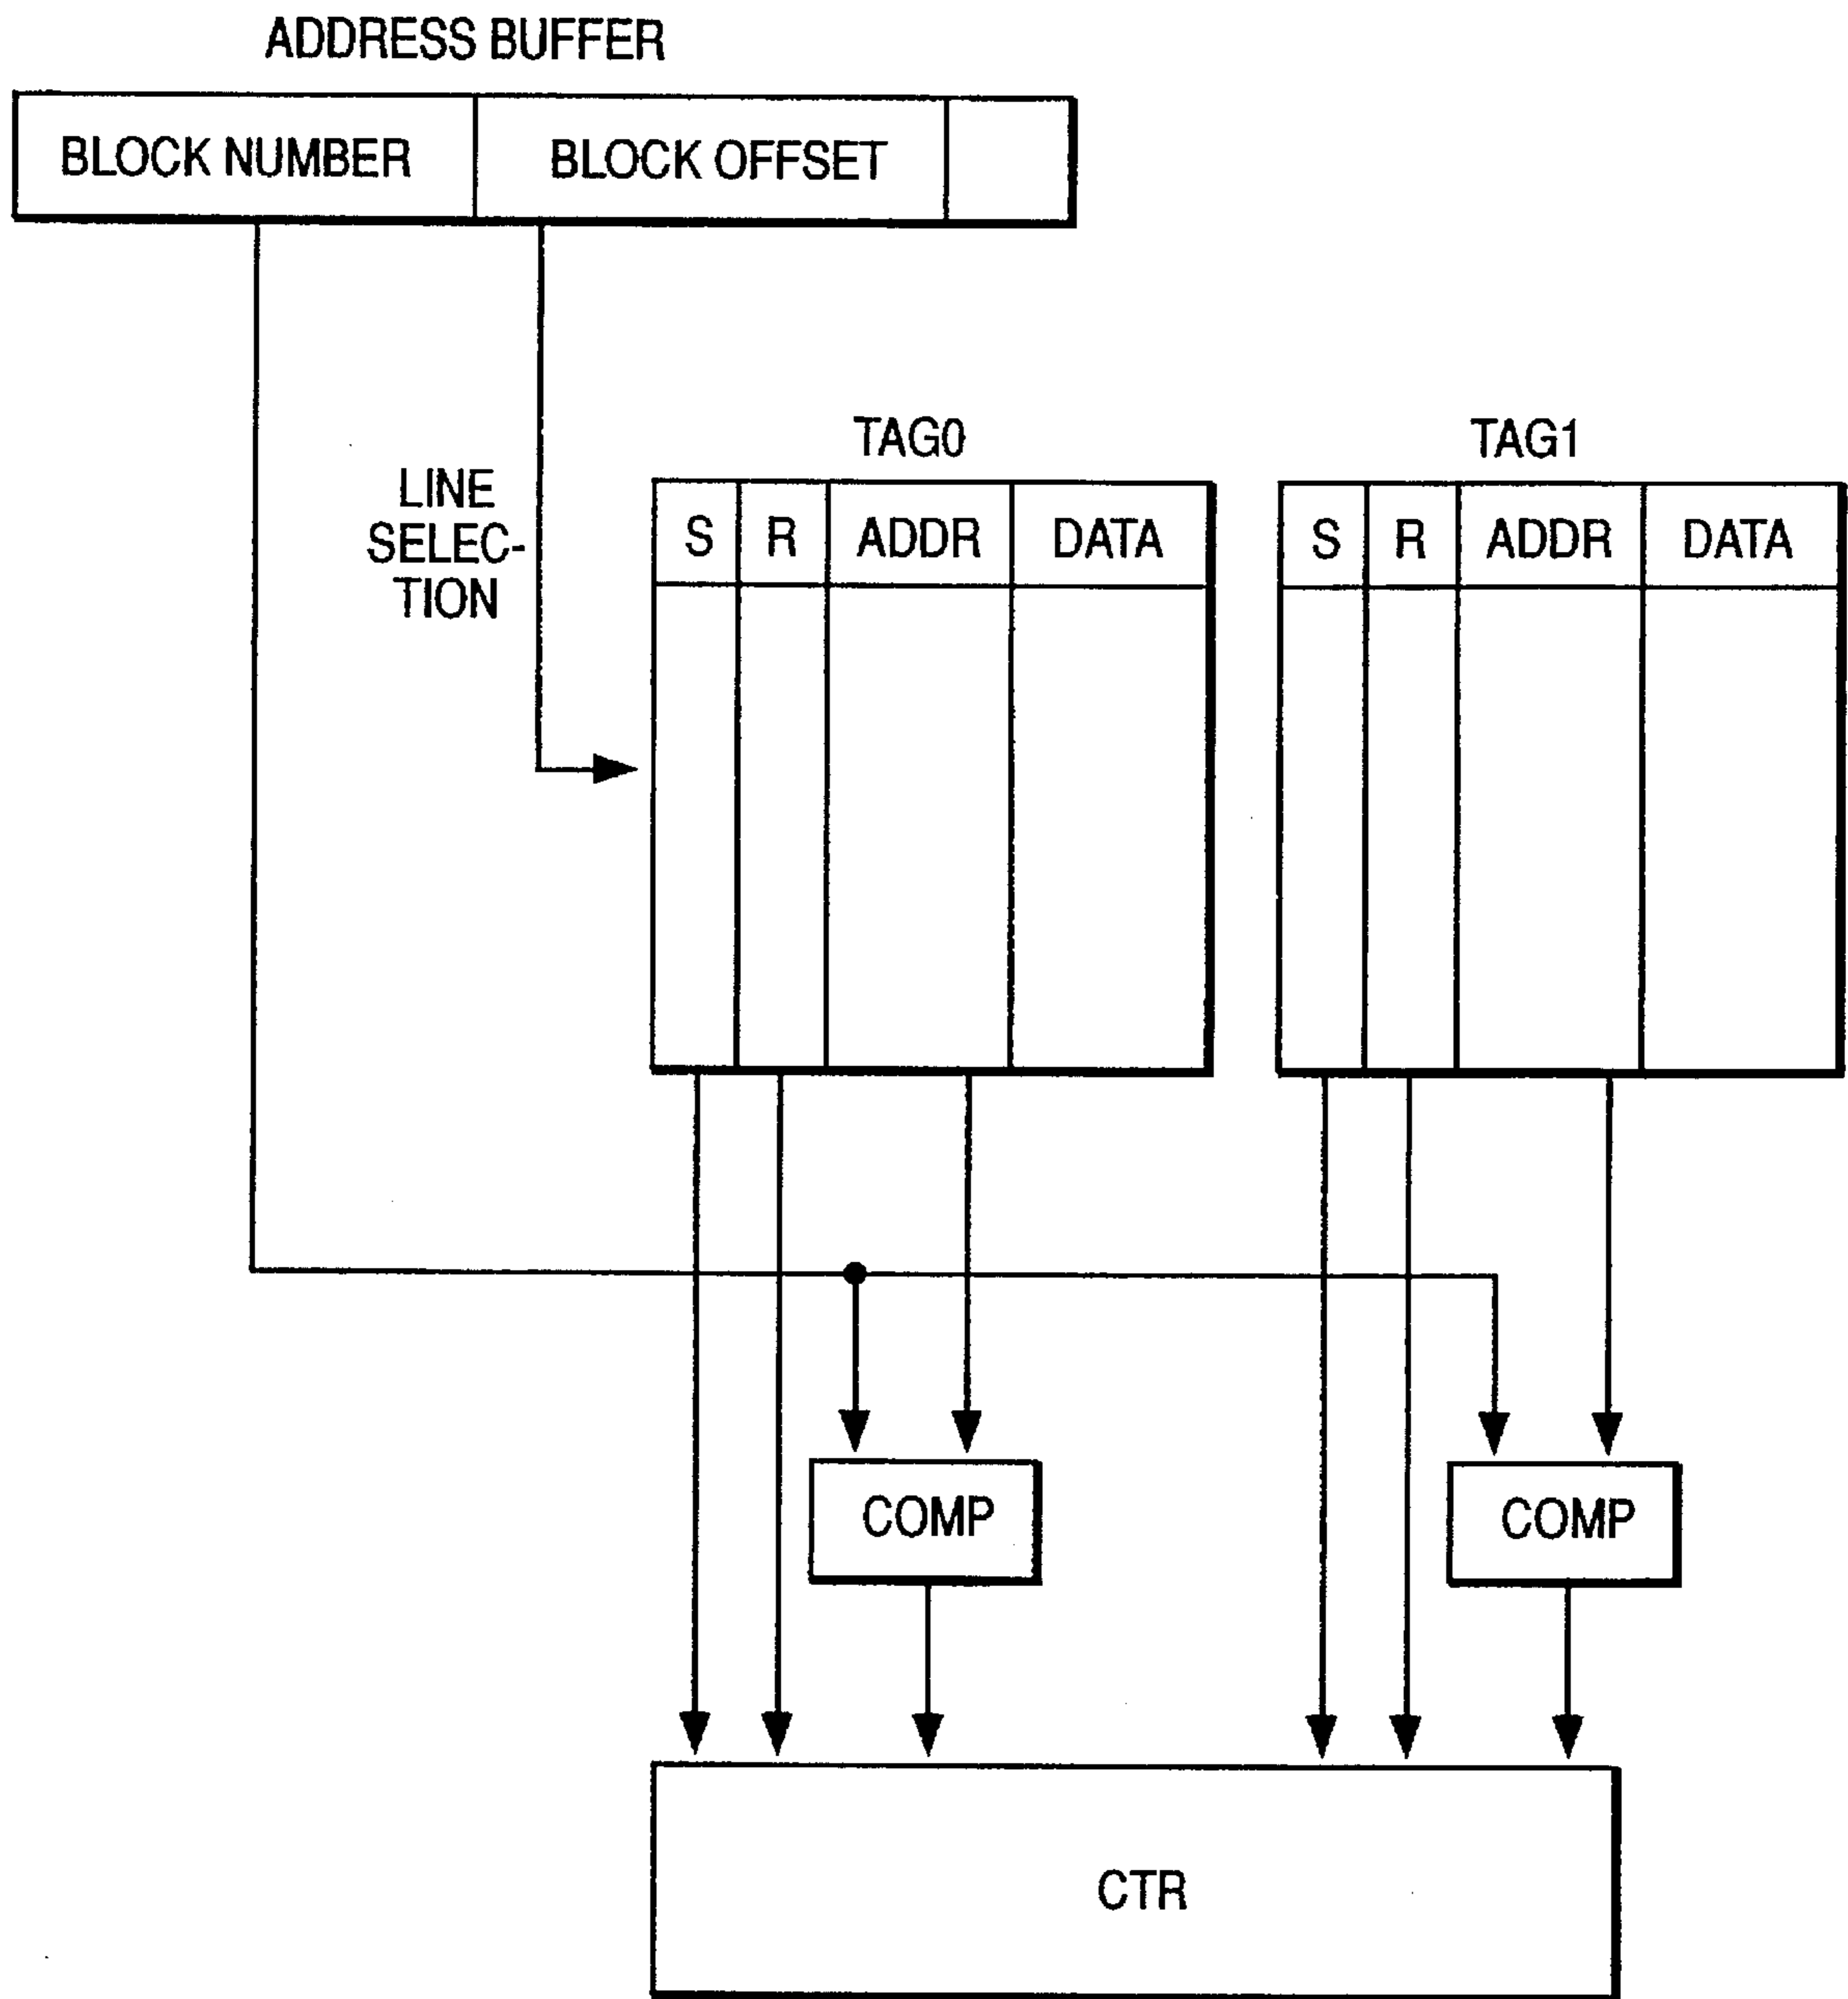 ADDRESS BUFFER
BLOCK NUMBER BLOCK OFFSET
LINE
SELEC-
TION
TAG0 TAG1
S R ADDR DATA S R ADDR DATA
COMP COMP
CTR